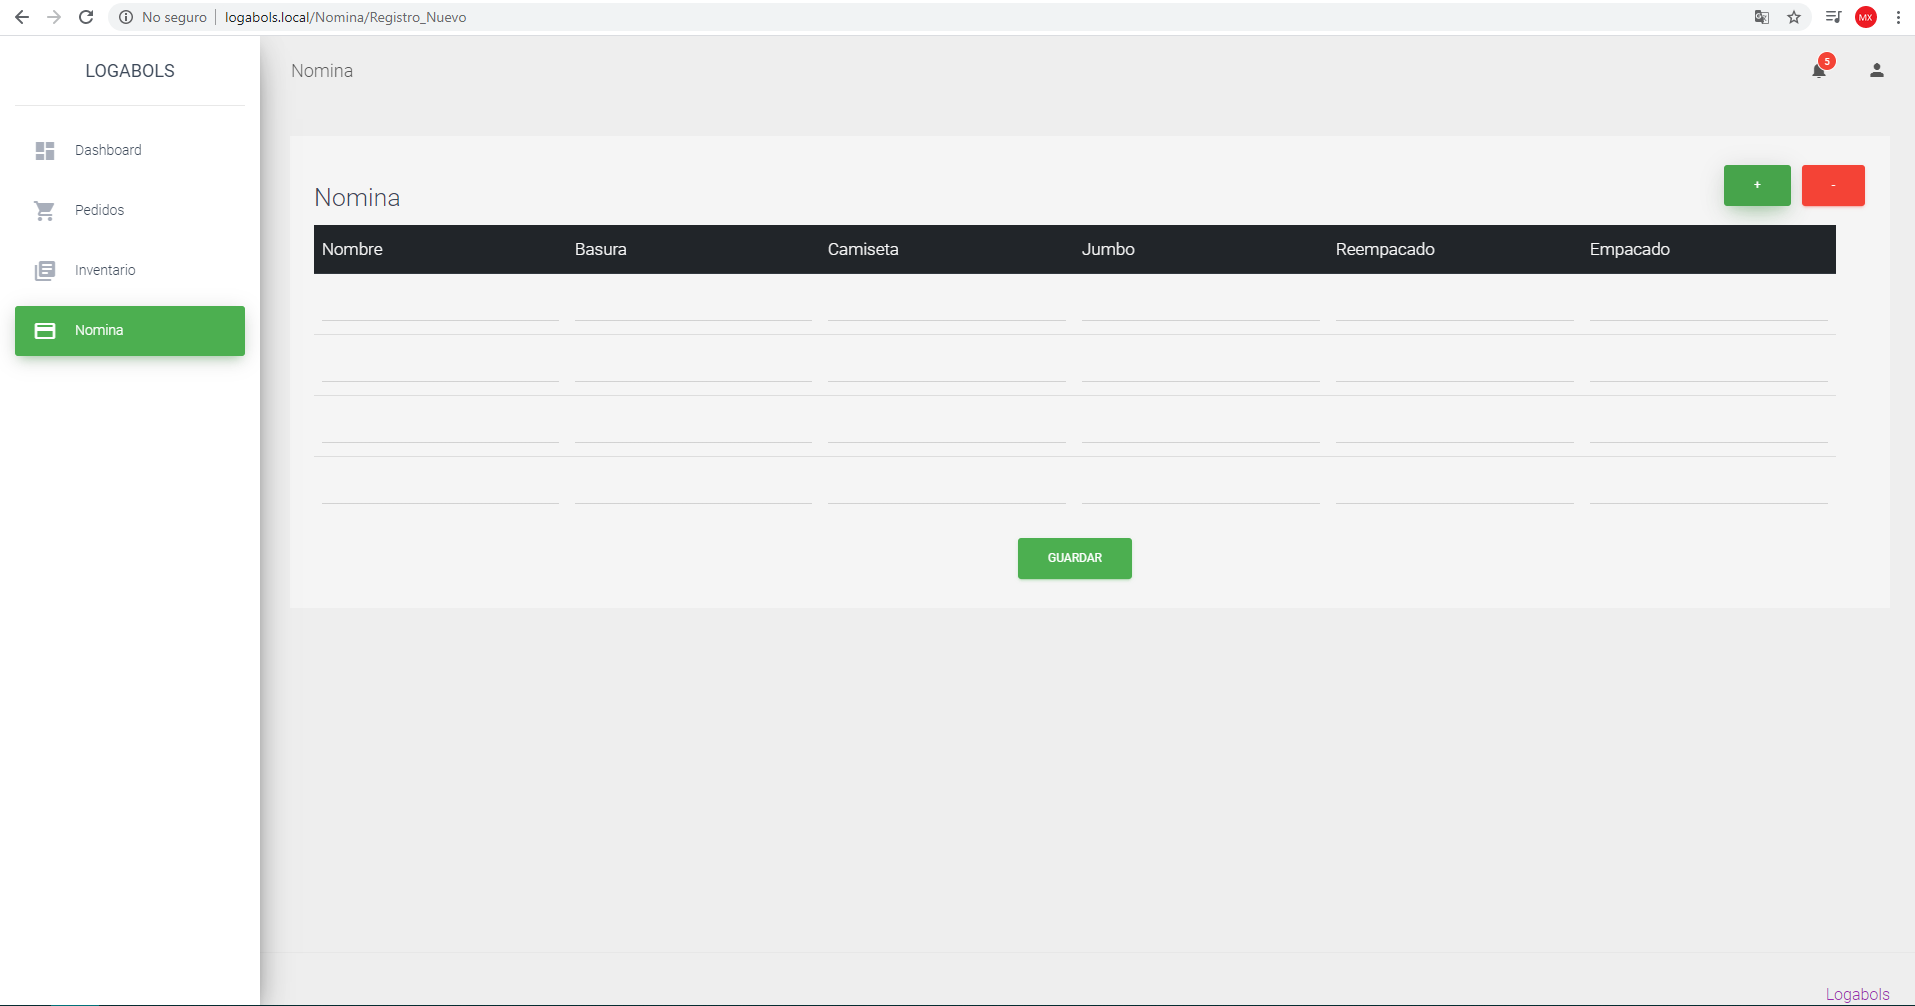 No seguro logabols.local/Nomina/Registro_Nuevo MX
LOGABOLS
Nomina
5
Dashboard
Pedidos
Inventario
Nomina
Nomina
+ -
Nombre Basura Camiseta Jumbo Reempacado Empacado
GUARDAR
Logabols